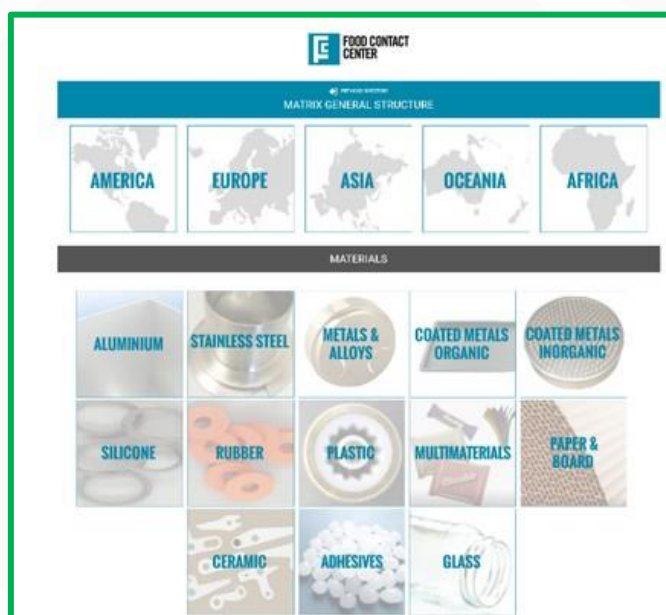 FOOD CONTACT
CENTER
MATRIX GENERAL STRUCTURE
AMERICA
EUROPE
ASIA
OCEANIA
AFRICA
MATERIALS
ALUMINIUM
STAINLESS STEEL
METALS &
ALLOYS
COATED METALS
ORGANIC
COATED METALS
INORGANIC
SILICONE
RUBBER
PLASTIC
MULTIMATERIALS
PAPER &
BOARD
CERAMIC
ADHESIVES
GLASS